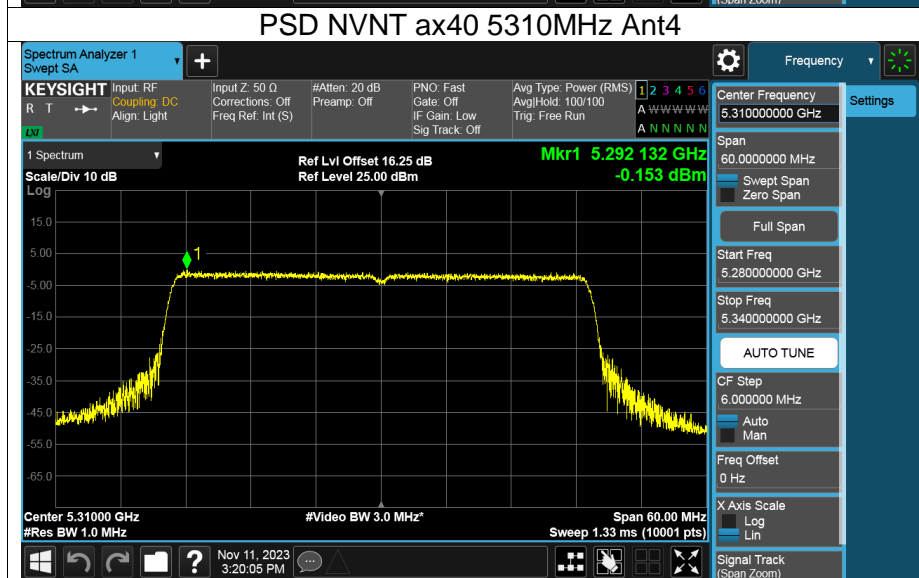 (Span Zoom)
PSD NVNT ax40 5310MHz Ant4
Spectrum Analyzer 1
Swept SA
+
Frequency
KEYSIGHT
R T
LXI
Input: RF
Coupling: DC
Align: Light
Input Z: 50 Ω
Corrections: Off
Freq Ref: Int (S)
#Atten: 20 dB
Preamp: Off
PNO: Fast
Gate: Off
IF Gain: Low
Sig Track: Off
Avg Type: Power (RMS)
Avg|Hold: 100/100
Trig: Free Run
1 2 3 4 5 6
A W W W W W
A N N N N N
1 Spectrum
Scale/Div 10 dB
Ref Lvl Offset 16.25 dB
Ref Level 25.00 dBm
Mkr1 5.292 132 GHz
-0.153 dBm
Log
15.0
5.00
-5.00
-15.0
-25.0
-35.0
-45.0
-55.0
-65.0
1
Center 5.31000 GHz
#Res BW 1.0 MHz
#Video BW 3.0 MHz*
Span 60.00 MHz
Sweep 1.33 ms (10001 pts)
?
Nov 11, 2023
3:20:05 PM
Center Frequency
5.310000000 GHz
Settings
Span
60.0000000 MHz
Swept Span
Zero Span
Full Span
Start Freq
5.280000000 GHz
Stop Freq
5.340000000 GHz
AUTO TUNE
CF Step
6.000000 MHz
Auto
Man
Freq Offset
0 Hz
X Axis Scale
Log
Lin
Signal Track
(Span Zoom)